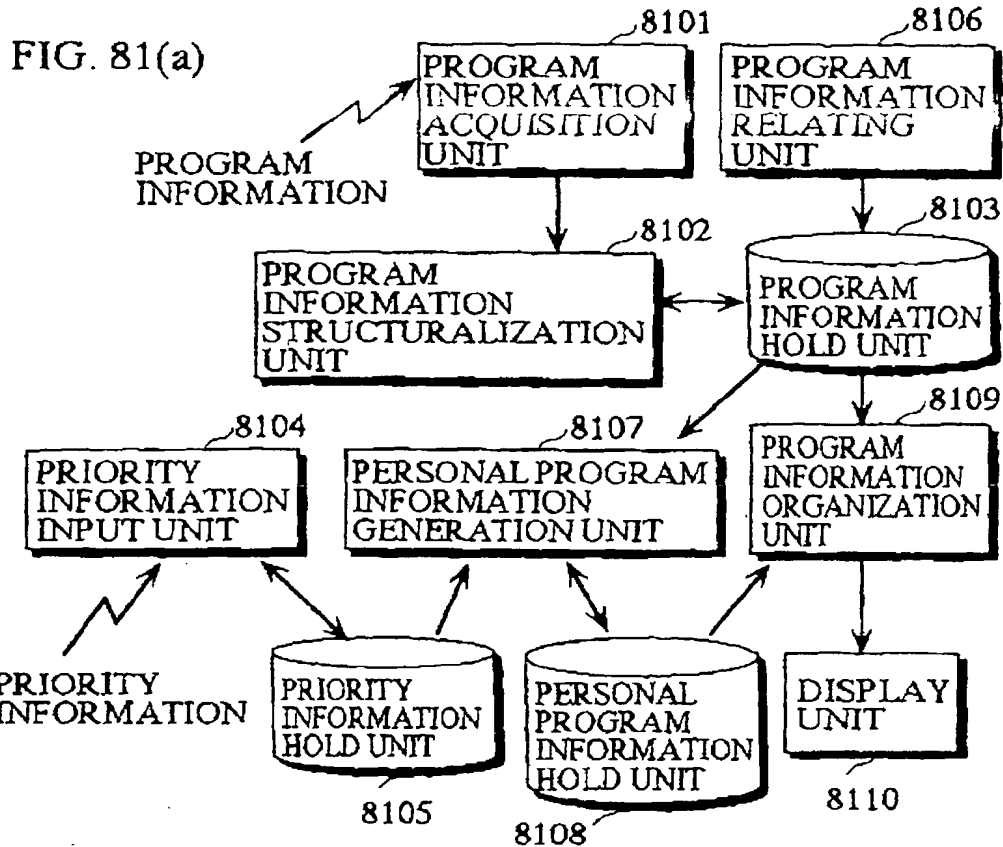 FIG. 81(a)
8101
PROGRAM
INFORMATION
ACQUISITION
UNIT
8106
PROGRAM
INFORMATION
RELATING
UNIT
PROGRAM
INFORMATION
8102
PROGRAM
INFORMATION
STRUCTURALIZATION
UNIT
8103
PROGRAM
INFORMATION
HOLD UNIT
8104
PRIORITY
INFORMATION
INPUT UNIT
8107
PERSONAL PROGRAM
INFORMATION
GENERATION UNIT
8109
PROGRAM
INFORMATION
ORGANIZATION
UNIT
PRIORITY
INFORMATION
PRIORITY
INFORMATION
HOLD UNIT
8105
PERSONAL
PROGRAM
INFORMATION
HOLD UNIT
8108
DISPLAY
UNIT
8110